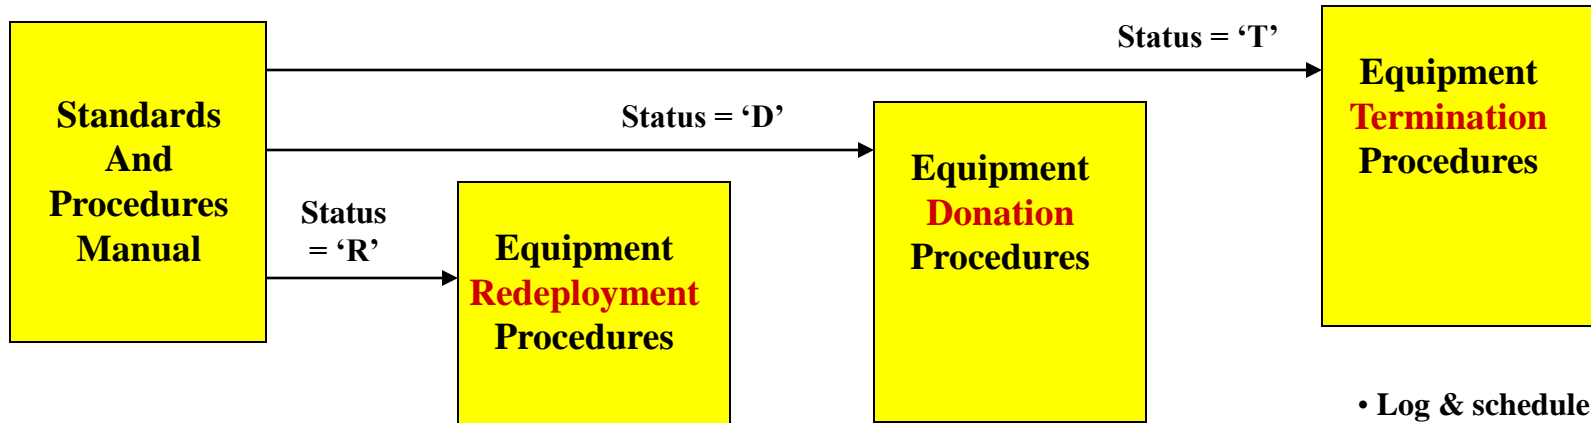 Standards
And
Procedures
Manual
Status = ‘T’
Status = ‘D’
Status
= ‘R’
Equipment
Redeployment
Procedures
Equipment
Donation
Procedures
Equipment
Termination
Procedures
• Log & schedule